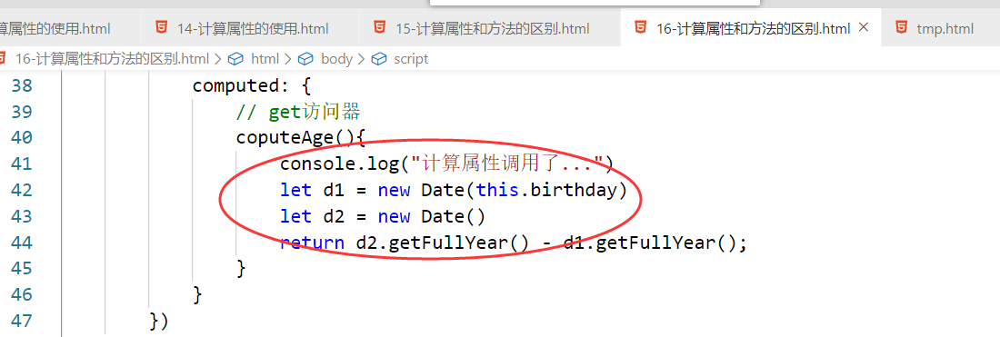 算属性的使用.html 14-计算属性的使用.html 15-计算属性和方法的区别.html 16-计算属性和方法的区别.html tmp.html
16-计算属性和方法的区别.html > html > body > script
38 computed: {
39 // get访问器
40 coputeAge(){
41 console.log("计算属性调用了...")
42 let d1 = new Date(this.birthday)
43 let d2 = new Date()
44 return d2.getFullYear() - d1.getFullYear();
45 }
46 }
47 })